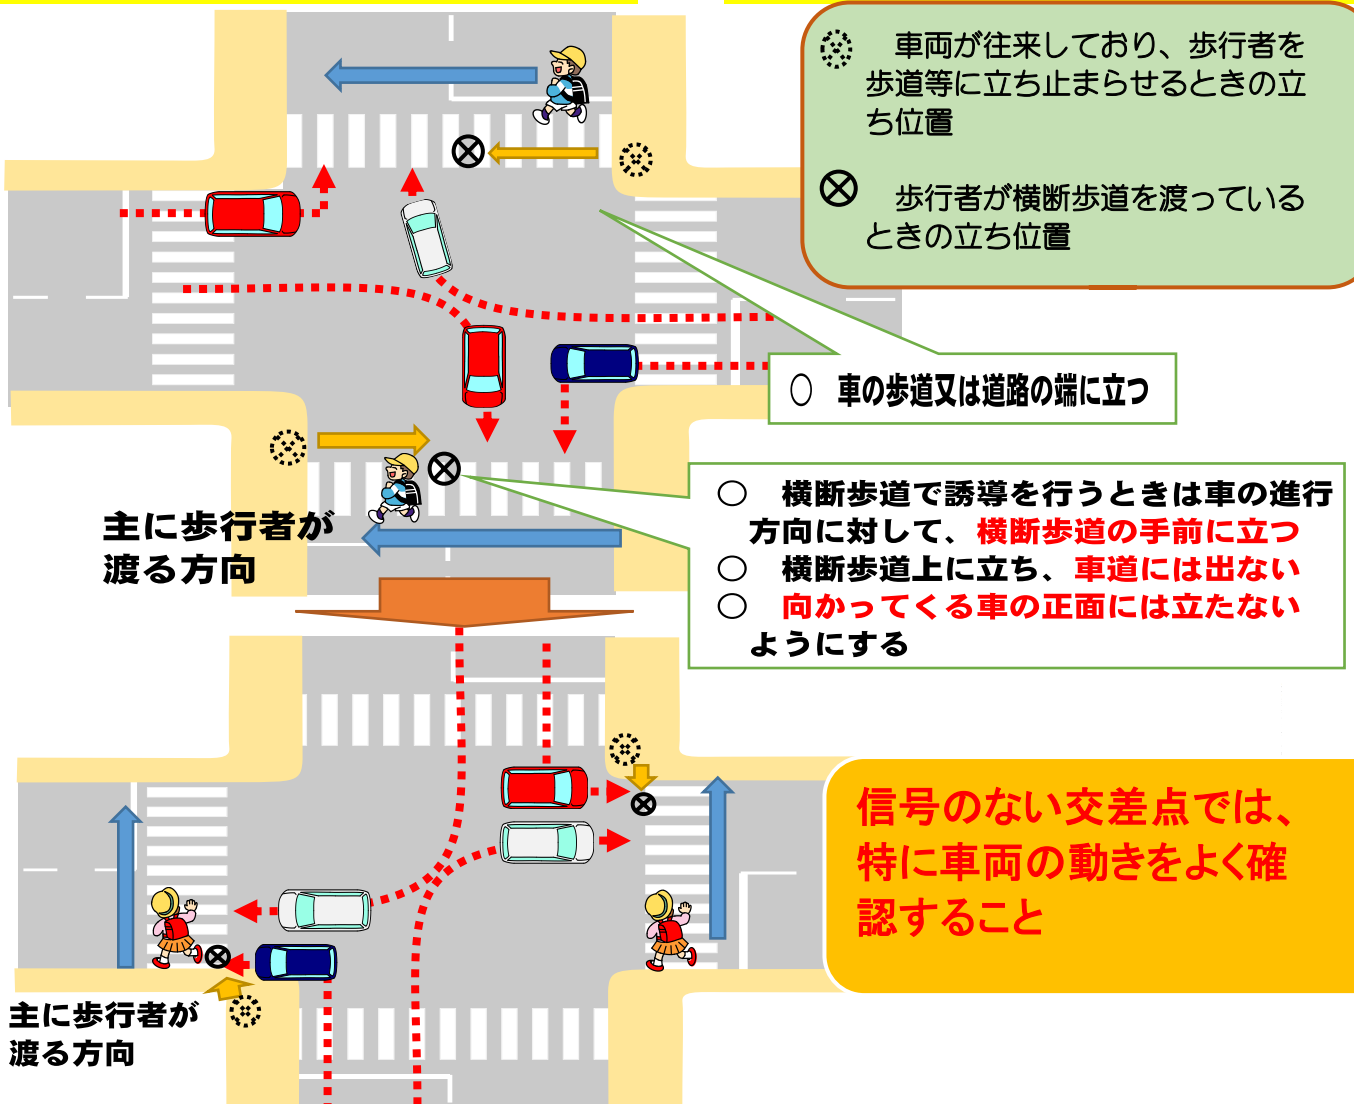 車両が往来しており、歩行者を
歩道等に立ち止まらせるときの立
ち位置
歩行者が横断歩道を渡っている
ときの立ち位置
○ 車の歩道又は道路の端に立つ
○ 横断歩道で誘導を行うときは車の進行
方向に対して、横断歩道の手前に立つ
○ 横断歩道上に立ち、車道には出ない
○ 向かってくる車の正面には立たない
ようにする
主に歩行者が
渡る方向
信号のない交差点では、
特に車両の動きをよく確
認すること
主に歩行者が
渡る方向